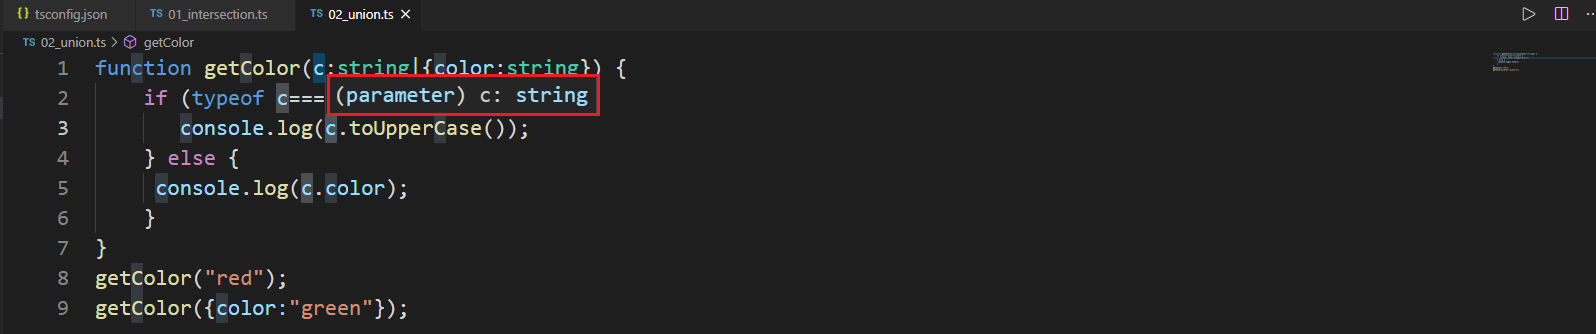 {} tsconfig.json TS 01_intersection.ts TS 02_union.ts ×
TS 02_union.ts > getColor
1 function getColor(c:string|{color:string}) {
2 if (typeof c=== (parameter) c: string
3 console.log(c.toUpperCase());
4 } else {
5 console.log(c.color);
6 }
7 }
8 getColor("red");
9 getColor({color:"green"});